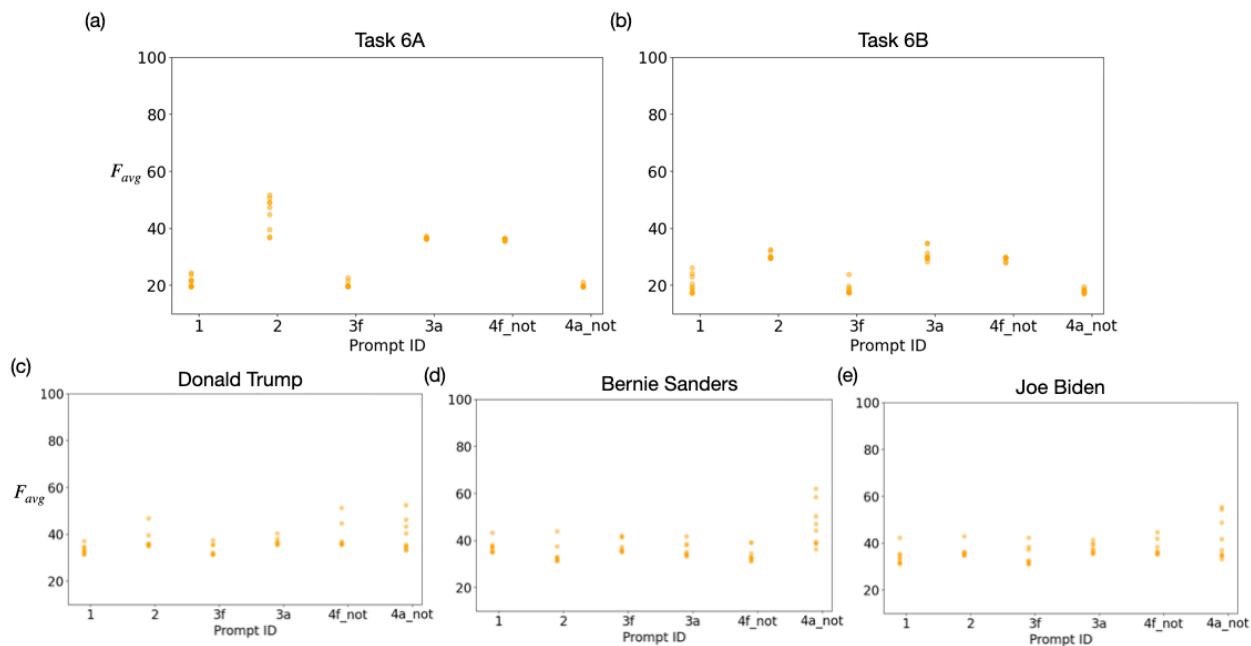 (a)
Task 6A
100
80
60
40
20
F_avg
1 2 3f 3a 4f_not 4a_not
Prompt ID
(b)
Task 6B
100
80
60
40
20
1 2 3f 3a 4f_not 4a_not
Prompt ID
(c)
Donald Trump
100
80
60
40
20
F_avg
1 2 3f 3a 4f_not 4a_not
Prompt ID
(d)
Bernie Sanders
100
80
60
40
20
1 2 3f 3a 4f_not 4a_not
Prompt ID
(e)
Joe Biden
100
80
60
40
20
1 2 3f 3a 4f_not 4a_not
Prompt ID